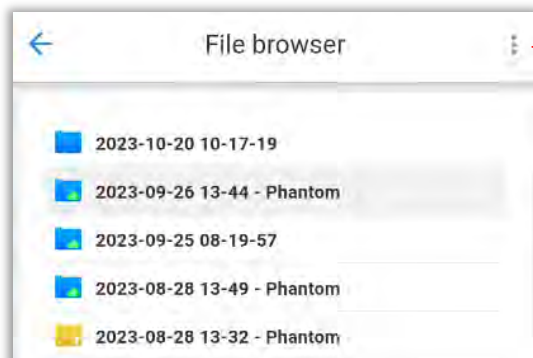 File browser
2023-10-20 10-17-19
2023-09-26 13-44 - Phantom
2023-09-25 08-19-57
2023-08-28 13-49 - Phantom
2023-08-28 13-32 - Phantom